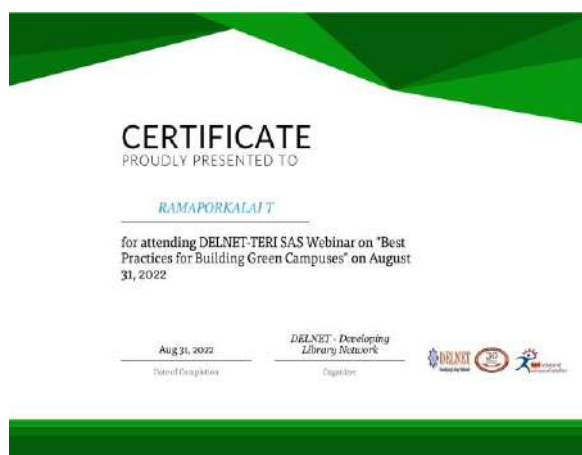 CERTIFICATE
PROUDLY PRESENTED TO
RAMAPORKALAI T
for attending DELNET-TERI SAS Webinar on "Best
Practices for Building Green Campuses" on August
31, 2022
DELNET - Developing
Library Network
Aug 31, 2022
Date of Completion
Organizer
DELNET